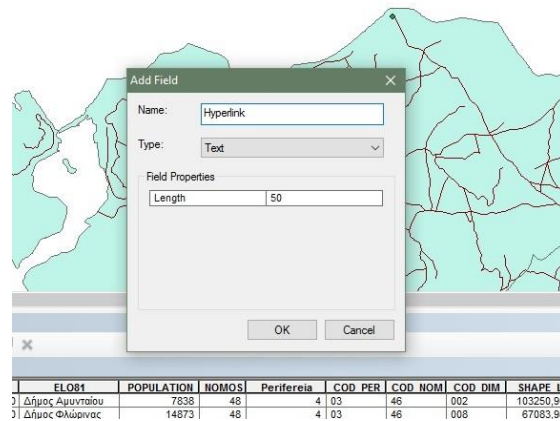 Add Field
Name: Hyperlink
Type: Text
Field Properties
Length 50
OK Cancel
ELO81 POPULATION NOMOS Perifereia COD PER COD NOM COD DIM SHAPE L
Δήμος Αμυνταίου 7838 48 4 03 46 002 103250,9
Δήμος Φλώρινας 14873 48 4 03 46 008 67083,9